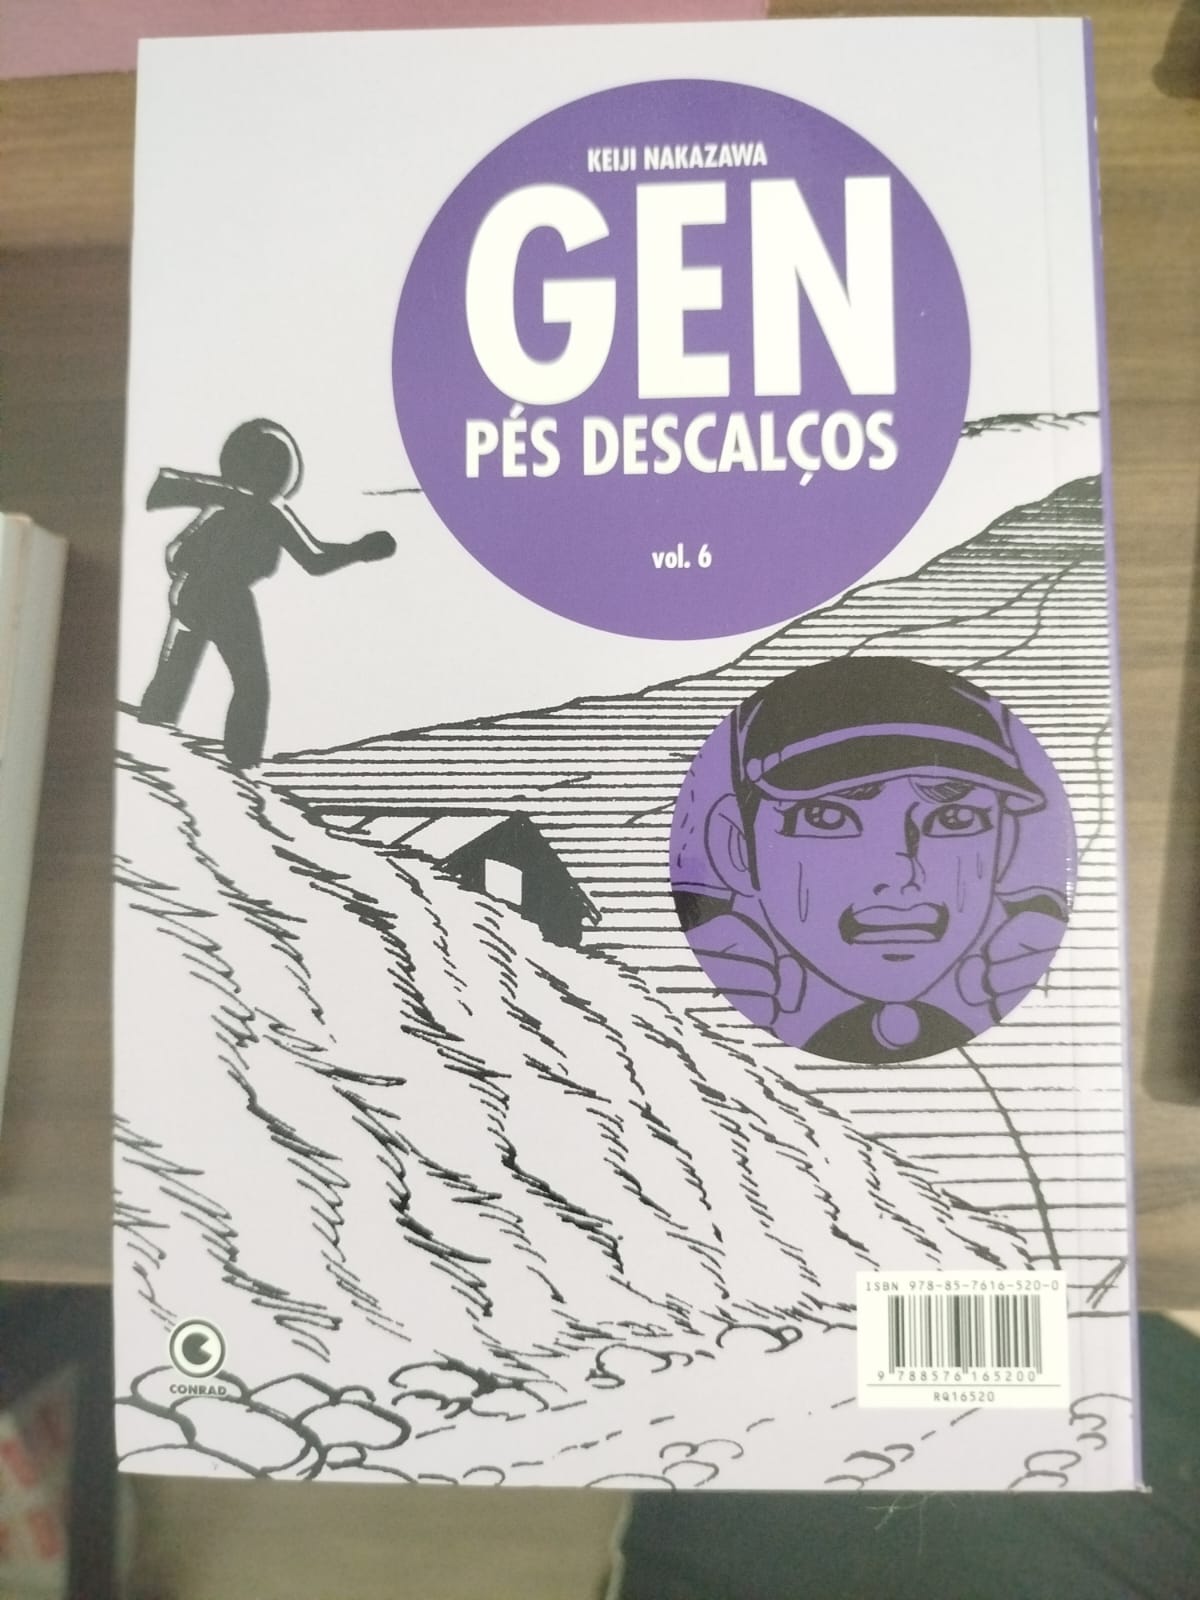 KEIJI NAKAZAWA
GEN
PÉS DESCALÇOS
vol. 6
ISBN 978-85-7616-520-0
9 788576 165200
RQ16520
CONRAD